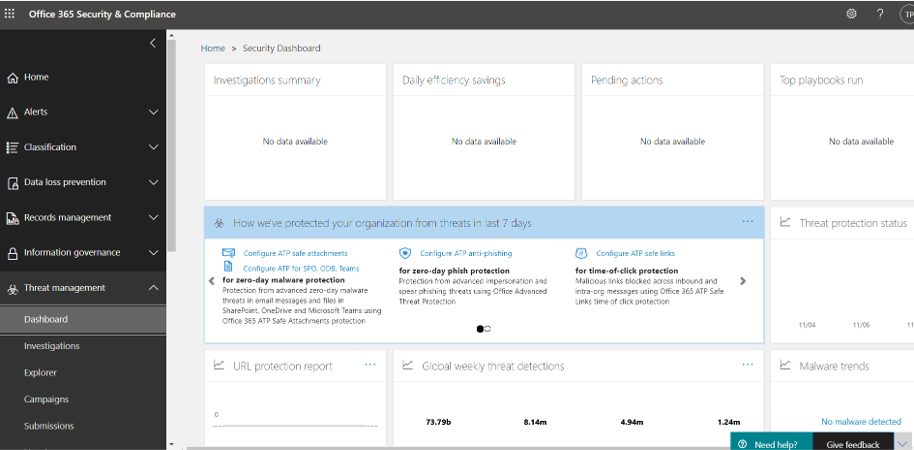 Office 365 Security & Compliance
?
TP
Home
Alerts
Classification
Data loss prevention
Records management
Information governance
Threat management
Dashboard
Investigations
Explorer
Campaigns
Submissions
Home > Security Dashboard
Investigations summary
No data available
Daily efficiency savings
No data available
Pending actions
No data available
Top playbooks run
No data available
How we've protected your organization from threats in last 7 days
Configure ATP safe attachments
Configure ATP for SPO, ODB, Teams
for zero-day malware protection
Protection from advanced zero-day malware
threats in email messages and files in
SharePoint, OneDrive and Microsoft Teams using
Office 365 ATP Safe Attachments protection
Configure ATP anti-phishing
for zero-day phish protection
Protection from advanced impersonation and
spear phishing threats using Office Advanced
Threat Protection
Configure ATP safe links
for time-of-click protection
Malicious links blocked across inbound and
intra-org messages using Office 365 ATP Safe
Links time of click protection
Threat protection status
11/04 11/06 11
URL protection report
0
Global weekly threat detections
73.79b 8.14m 4.94m 1.24m
Malware trends
No malware detected
Need help?
Give feedback